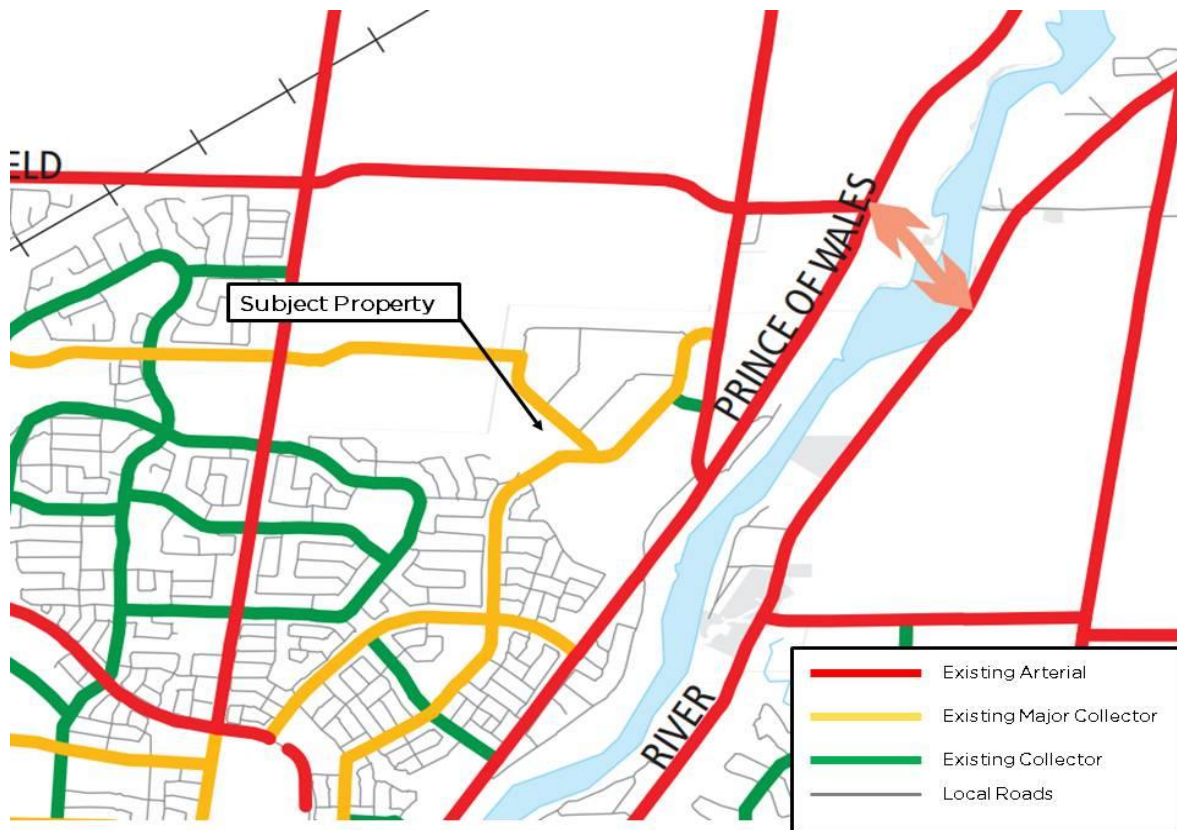 ELD
Subject Property
PRINCE OF WALES
RIVER
Existing Arterial
Existing Major Collector
Existing Collector
Local Roads